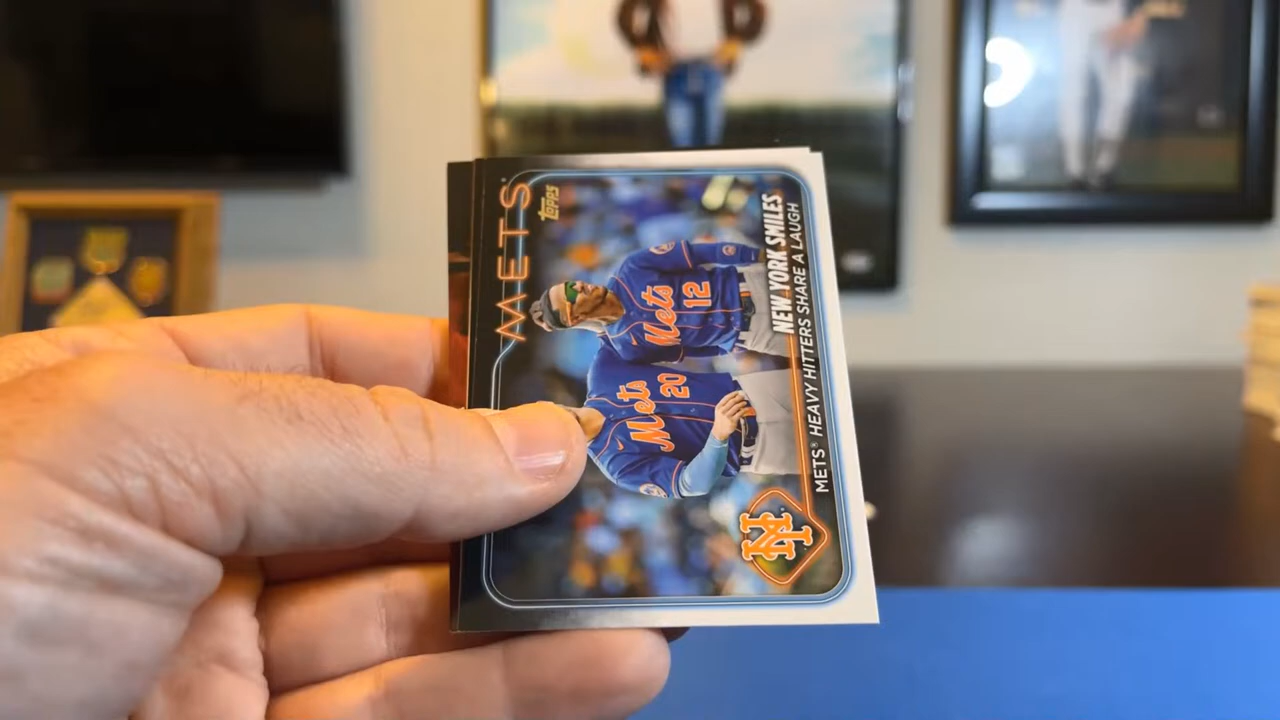 METS
TOPPS
Mets
12
Mets
20
NEW YORK SMILES
METS® HEAVY HITTERS SHARE A LAUGH
NY